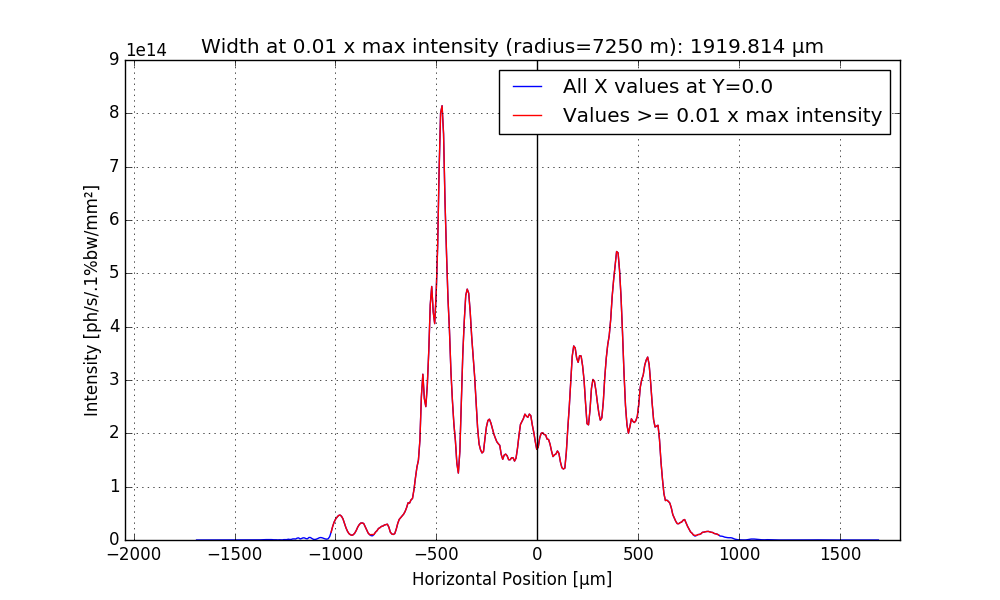 Width at 0.01 x max intensity (radius=7250 m): 1919.814 μm
1e14
All X values at Y=0.0
Values >= 0.01 x max intensity
9
8
7
6
5
4
3
2
1
0
Intensity [ph/s/.1%bw/mm²]
−2000 −1500 −1000 −500 0 500 1000 1500
Horizontal Position [μm]